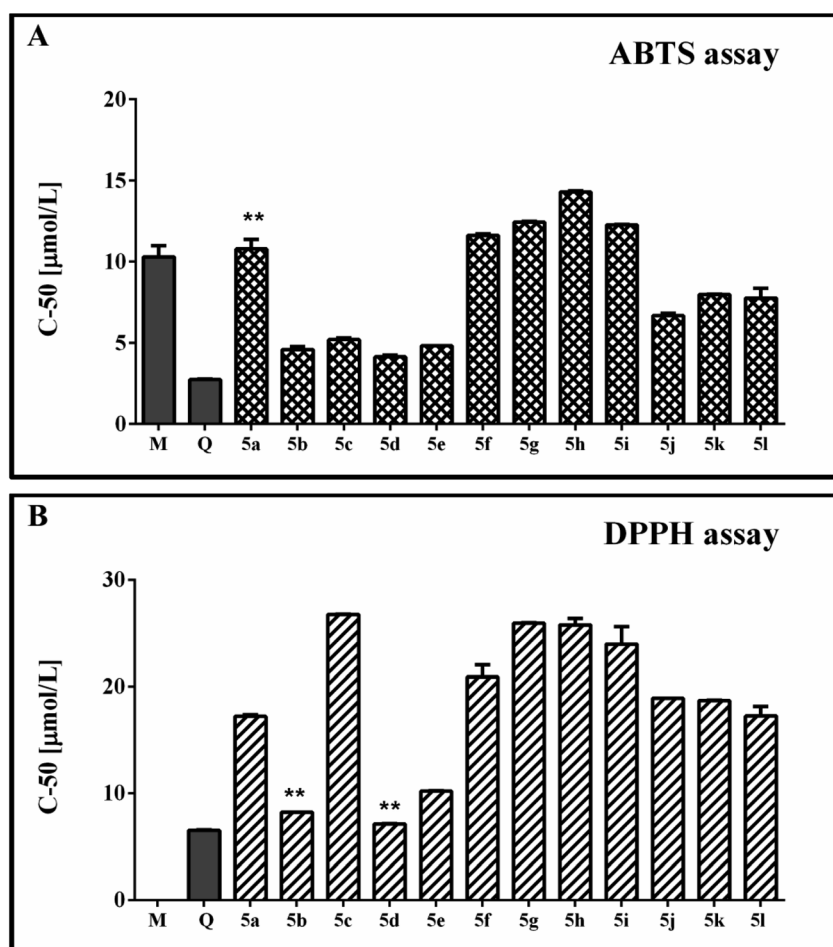 A
ABTS assay
20
15
10
5
0
C-50 [µmol/L]
**
M Q 5a 5b 5c 5d 5e 5f 5g 5h 5i 5j 5k 5l
B
DPPH assay
30
20
10
0
C-50 [µmol/L]
** **
M Q 5a 5b 5c 5d 5e 5f 5g 5h 5i 5j 5k 5l